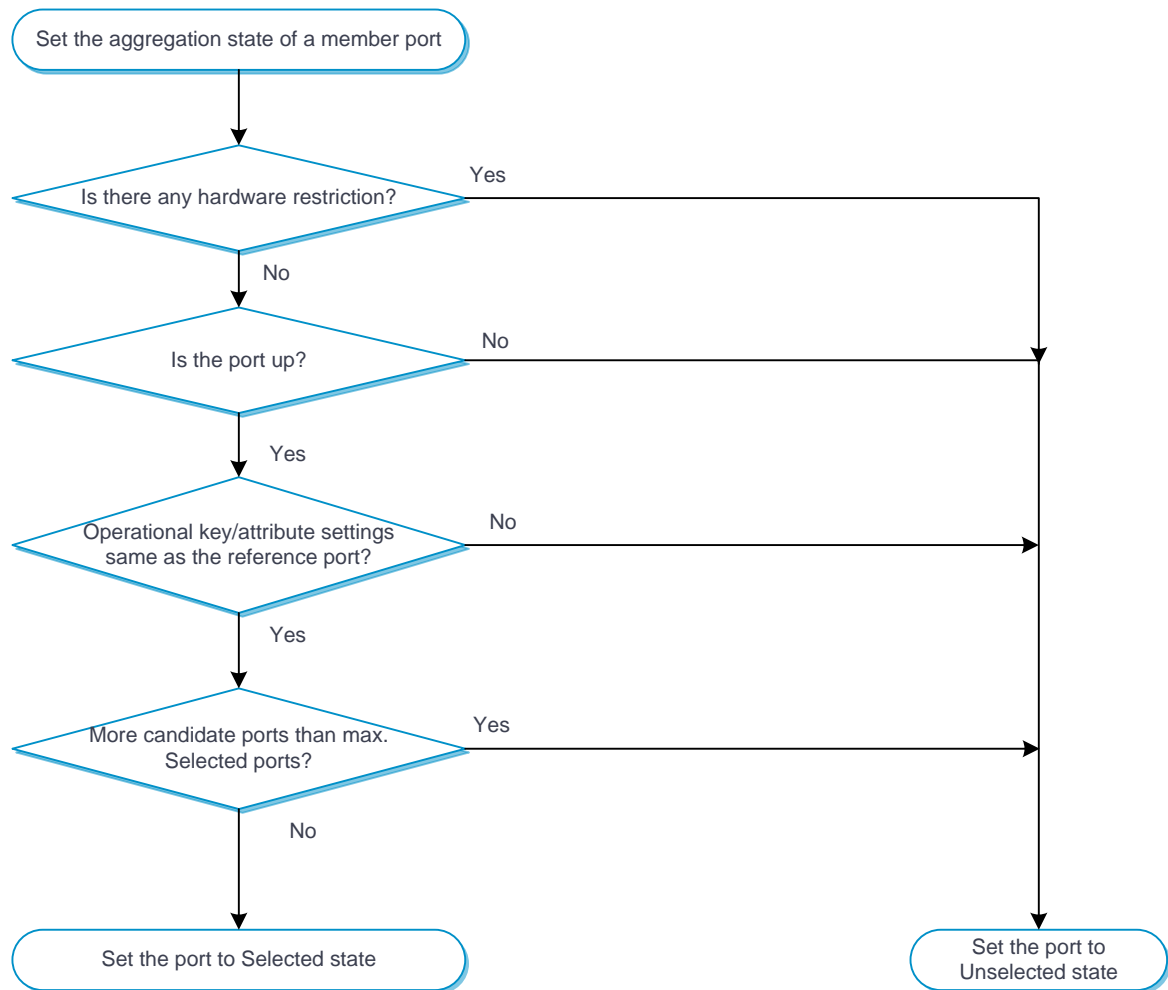 Set the aggregation state of a member port
Is there any hardware restriction?
Yes
No
Is the port up?
No
Yes
Operational key/attribute settings
same as the reference port?
No
Yes
More candidate ports than max.
Selected ports?
Yes
No
Set the port to Selected state
Set the port to
Unselected state